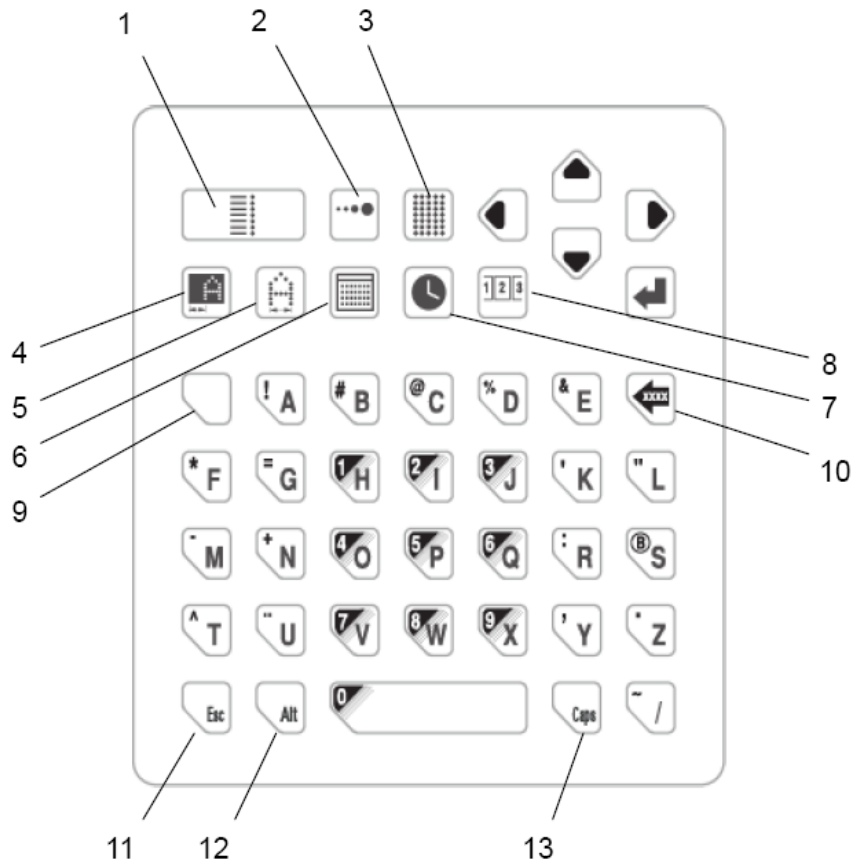 1 2 3
1 2 3
A
A
4 8
5 7
! A # B @ C % D & E XXXX
6 10
* F = G 1 H 2 I 3 J ' K " L
9
- M + N 4 O 5 P 6 Q : R ® S
^ T ¨ U 7 V 8 W 9 X , Y . Z
Esc Alt 0 Caps ~ /
11 12 13